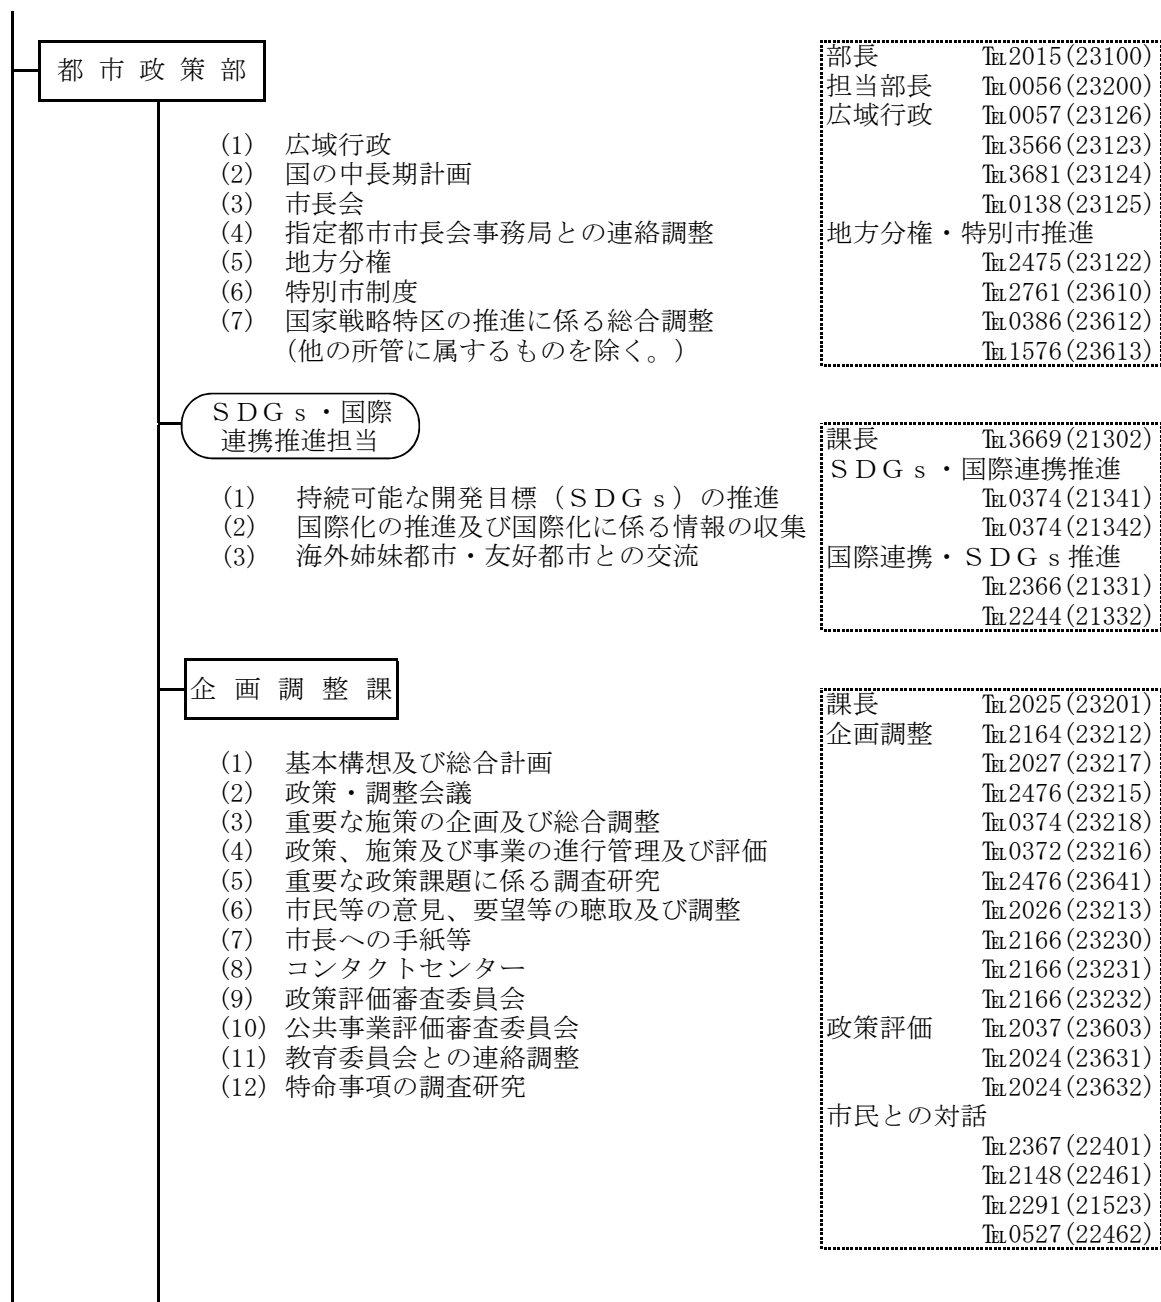 都市政策部
部長 ℡2015(23100)
担当部長 ℡0056(23200)
広域行政 ℡0057(23126)
℡3566(23123)
℡3681(23124)
℡0138(23125)
地方分権・特別市推進
℡2475(23122)
℡2761(23610)
℡0386(23612)
℡1576(23613)
(1) 広域行政
(2) 国の中長期計画
(3) 市長会
(4) 指定都市市長会事務局との連絡調整
(5) 地方分権
(6) 特別市制度
(7) 国家戦略特区の推進に係る総合調整
(他の所管に属するものを除く。)
ＳＤＧｓ・国際
連携推進担当
課長 ℡3669(21302)
ＳＤＧｓ・国際連携推進
℡0374(21341)
℡0374(21342)
国際連携・ＳＤＧｓ推進
℡2366(21331)
℡2244(21332)
(1) 持続可能な開発目標（ＳＤＧｓ）の推進
(2) 国際化の推進及び国際化に係る情報の収集
(3) 海外姉妹都市・友好都市との交流
企画調整課
課長 ℡2025(23201)
企画調整 ℡2164(23212)
℡2027(23217)
℡2476(23215)
℡0374(23218)
℡0372(23216)
℡2476(23641)
℡2026(23213)
℡2166(23230)
℡2166(23231)
℡2166(23232)
政策評価 ℡2037(23603)
℡2024(23631)
℡2024(23632)
市民との対話
℡2367(22401)
℡2148(22461)
℡2291(21523)
℡0527(22462)
(1) 基本構想及び総合計画
(2) 政策・調整会議
(3) 重要な施策の企画及び総合調整
(4) 政策、施策及び事業の進行管理及び評価
(5) 重要な政策課題に係る調査研究
(6) 市民等の意見、要望等の聴取及び調整
(7) 市長への手紙等
(8) コンタクトセンター
(9) 政策評価審査委員会
(10) 公共事業評価審査委員会
(11) 教育委員会との連絡調整
(12) 特命事項の調査研究